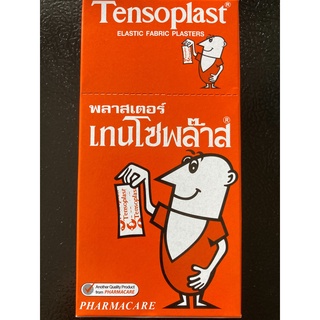 Tensoplast®
ELASTIC FABRIC PLASTERS
พลาสเตอร์
เทนโซพล๊าส®
Tensoplast
Another Quality Product
from PHARMACARE
PHARMACARE